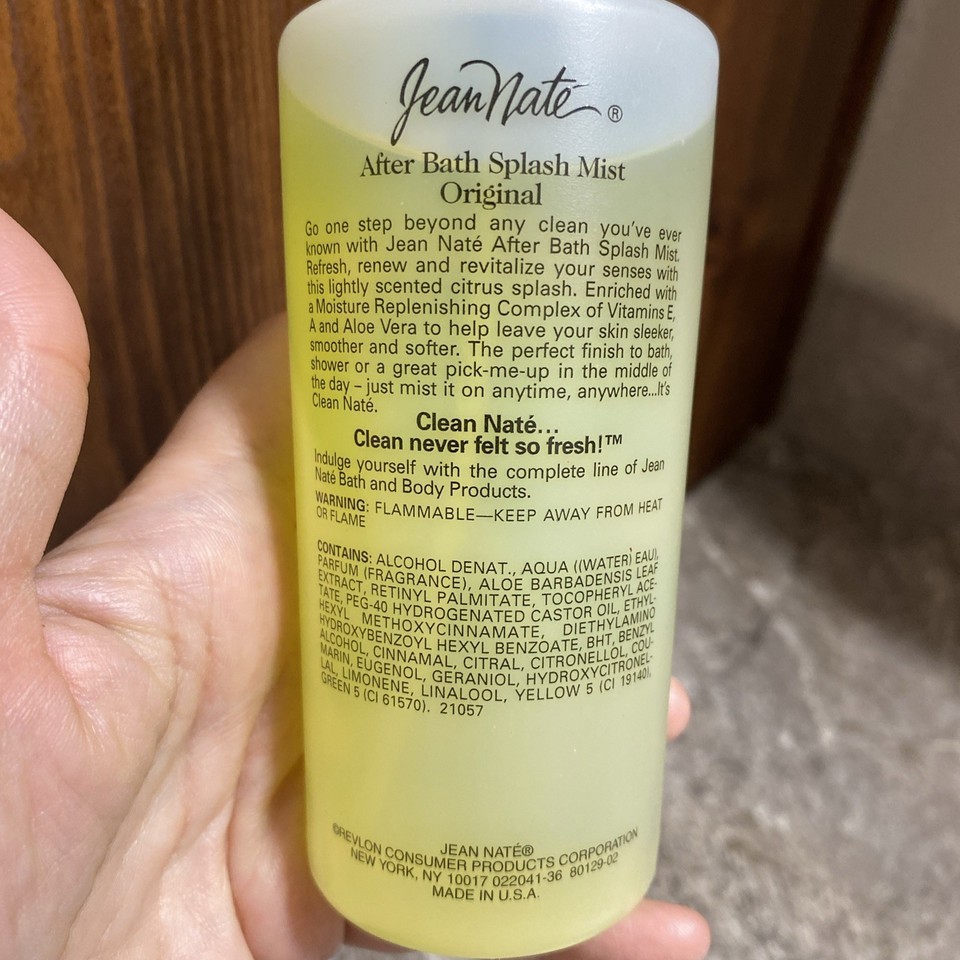 Jean Naté®
After Bath Splash Mist
Original
Go one step beyond any clean you've ever
known with Jean Naté After Bath Splash Mist.
Refresh, renew and revitalize your senses with
this lightly scented citrus splash. Enriched with
a Moisture Replenishing Complex of Vitamins E,
A and Aloe Vera to help leave your skin sleeker,
smoother and softer. The perfect finish to bath,
shower or a great pick-me-up in the middle of
the day – just mist it on anytime, anywhere...It's
Clean Naté.
Clean Naté...
Clean never felt so fresh!™
Indulge yourself with the complete line of Jean
Naté Bath and Body Products.
WARNING: FLAMMABLE—KEEP AWAY FROM HEAT
OR FLAME
CONTAINS: ALCOHOL DENAT., AQUA ((WATER) EAU),
PARFUM (FRAGRANCE), ALOE BARBADENSIS LEAF
EXTRACT, RETINYL PALMITATE, TOCOPHERYL ACE-
TATE, PEG-40 HYDROGENATED CASTOR OIL, ETHYL-
HEXYL METHOXYCINNAMATE, DIETHYLAMINO
HYDROXYBENZOYL HEXYL BENZOATE, BHT, BENZYL
ALCOHOL, CINNAMAL, CITRAL, CITRONELLOL, COU-
MARIN, EUGENOL, GERANIOL, HYDROXYCITRONEL-
LAL, LIMONENE, LINALOOL, YELLOW 5 (CI 19140),
GREEN 5 (CI 61570). 21057
JEAN NATÉ®
©REVLON CONSUMER PRODUCTS CORPORATION
NEW YORK, NY 10017 022041-36 80129-02
MADE IN U.S.A.